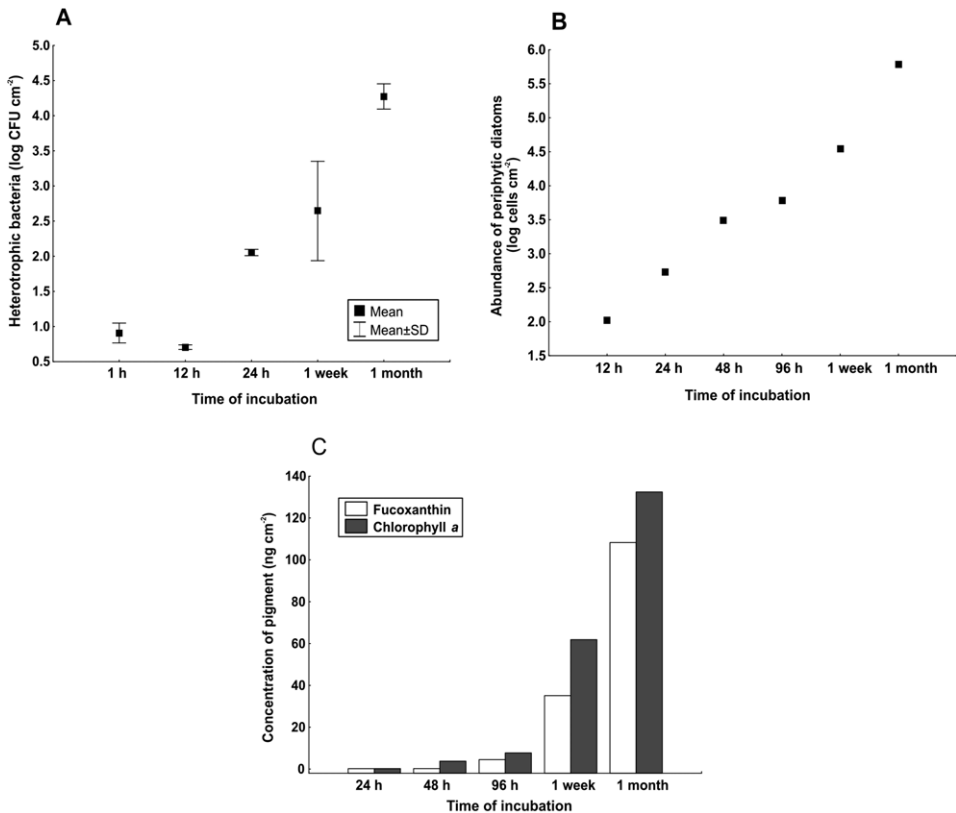 A
Heterotrophic bacteria (log CFU cm-2)
5.0
4.5
4.0
3.5
3.0
2.5
2.0
1.5
1.0
0.5
Mean
Mean±SD
1 h 12 h 24 h 1 week 1 month
Time of incubation
B
Abundance of periphytic diatoms
(log cells cm-2)
6.0
5.5
5.0
4.5
4.0
3.5
3.0
2.5
2.0
1.5
12 h 24 h 48 h 96 h 1 week 1 month
Time of incubation
C
Concentration of pigment (ng cm-2)
140
120
100
80
60
40
20
0
Fucoxanthin
Chlorophyll a
24 h 48 h 96 h 1 week 1 month
Time of incubation